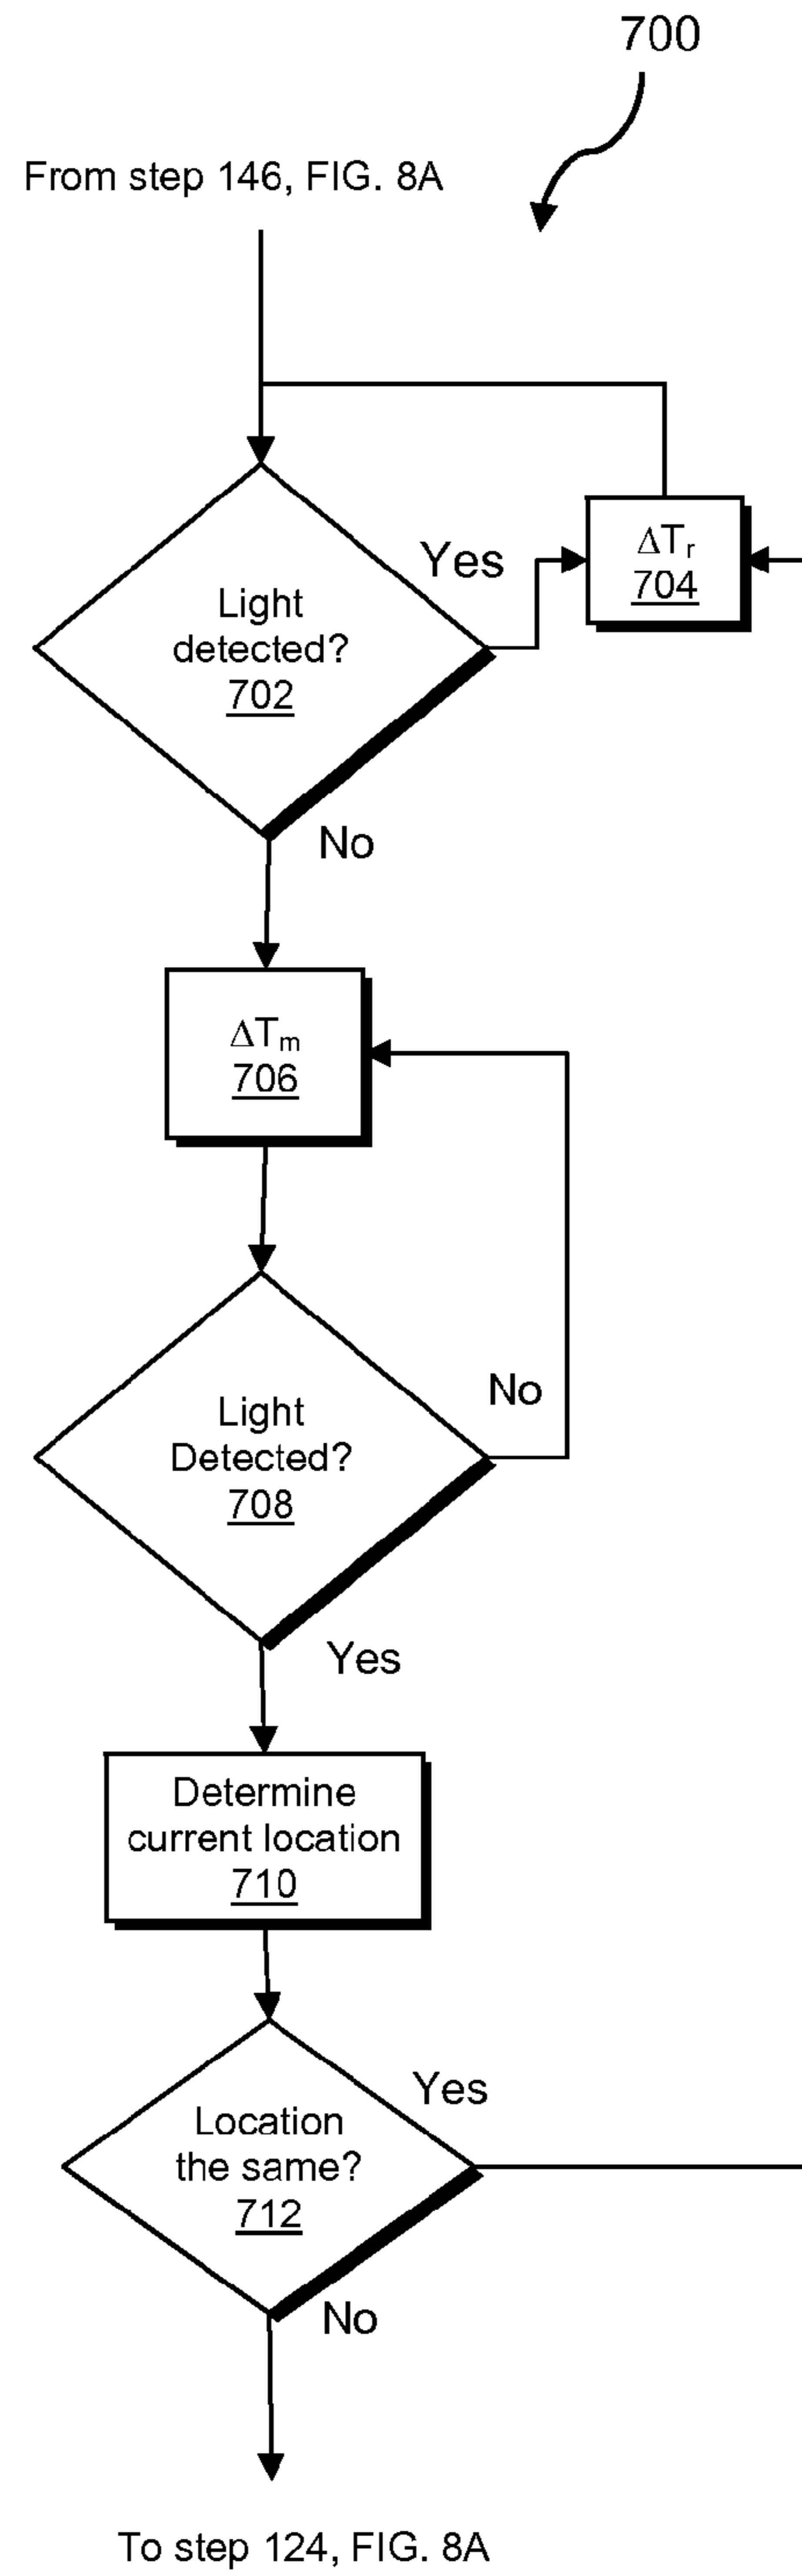 700
From step 146, FIG. 8A
Yes
ΔTr
704
Light
detected?
702
No
ΔTm
706
No
Light
Detected?
708
Yes
Determine
current location
710
Yes
Location
the same?
712
No
To step 124, FIG. 8A